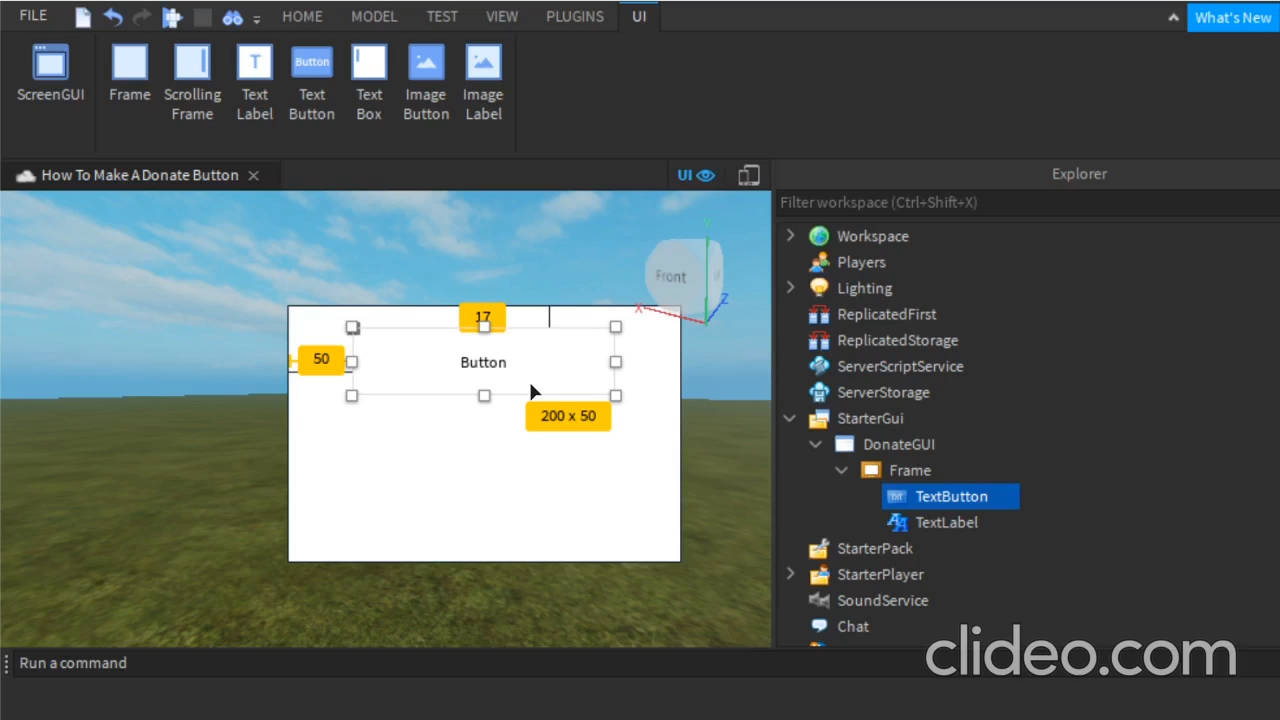 FILE
HOME
MODEL
TEST
VIEW
PLUGINS
UI
What's New
ScreenGUI
Frame
Scrolling
Frame
T
Text
Label
Button
Text
Button
Text
Box
Image
Button
Image
Label
How To Make A Donate Button
UI
Explorer
Filter workspace (Ctrl+Shift+X)
Front
Y
X
Z
17
50
Button
200 x 50
Workspace
Players
Lighting
ReplicatedFirst
ReplicatedStorage
ServerScriptService
ServerStorage
StarterGui
DonateGUI
Frame
TextButton
TextLabel
StarterPack
StarterPlayer
SoundService
Chat
Run a command
clideo.com